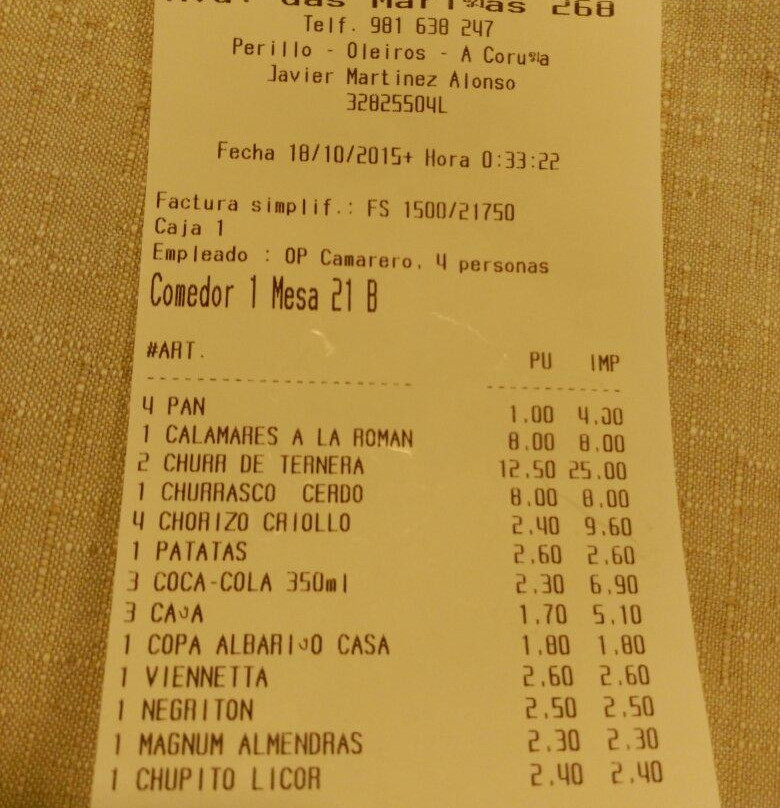 das Mari 268
Telf. 981 638 247
Perillo - Oleiros - A Coru a
Javier Martinez Alonso
32825504L
Fecha 18/10/2015+ Hora 0:33:22
Factura simplif.: FS 1500/21750
Caja 1
Empleado : OP Camarero, 4 personas
Comedor 1 Mesa 21 B
#ART. PU IMP
4 PAN 1.00 4.00
1 CALAMARES A LA ROMAN 8.00 8.00
2 CHURR DE TERNERA 12.50 25.00
1 CHURRASCO CERDO 8.00 8.00
4 CHORIZO CRIOLLO 2.40 9.60
1 PATATAS 2.60 2.60
3 COCA-COLA 350ml 2.30 6.90
3 CAJA 1.70 5.10
1 COPA ALBARIJO CASA 1.80 1.80
1 VIENNETTA 2.60 2.60
1 NEGRITON 2.50 2.50
1 MAGNUM ALMENDRAS 2.30 2.30
1 CHUPITO LICOR 2.40 2.40